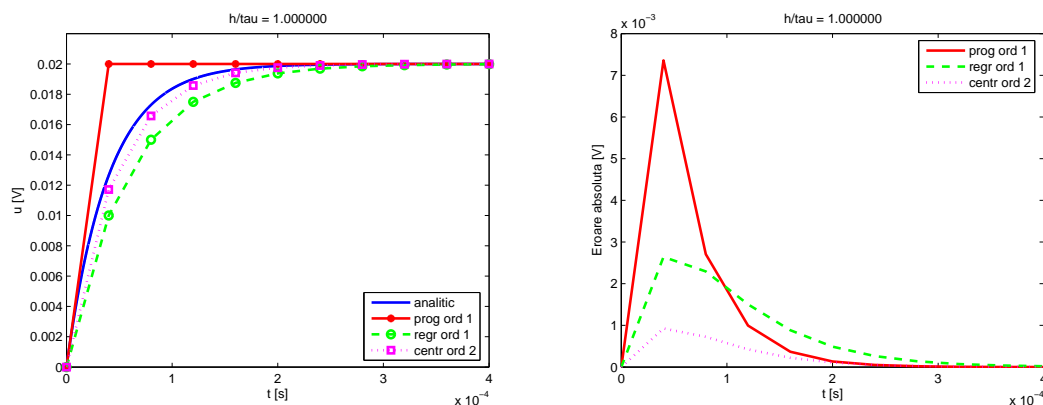 h/tau = 1.000000
0.02
0.018
0.016
0.014
0.012
0.01
0.008
0.006
0.004
0.002
0
u [V]
analitic
prog ord 1
regr ord 1
centr ord 2
0
1
2
3
4
t [s]
x 10⁻⁴
h/tau = 1.000000
x 10⁻³
8
7
6
5
4
3
2
1
0
Eroare absoluta [V]
prog ord 1
regr ord 1
centr ord 2
0
1
2
3
4
t [s]
x 10⁻⁴